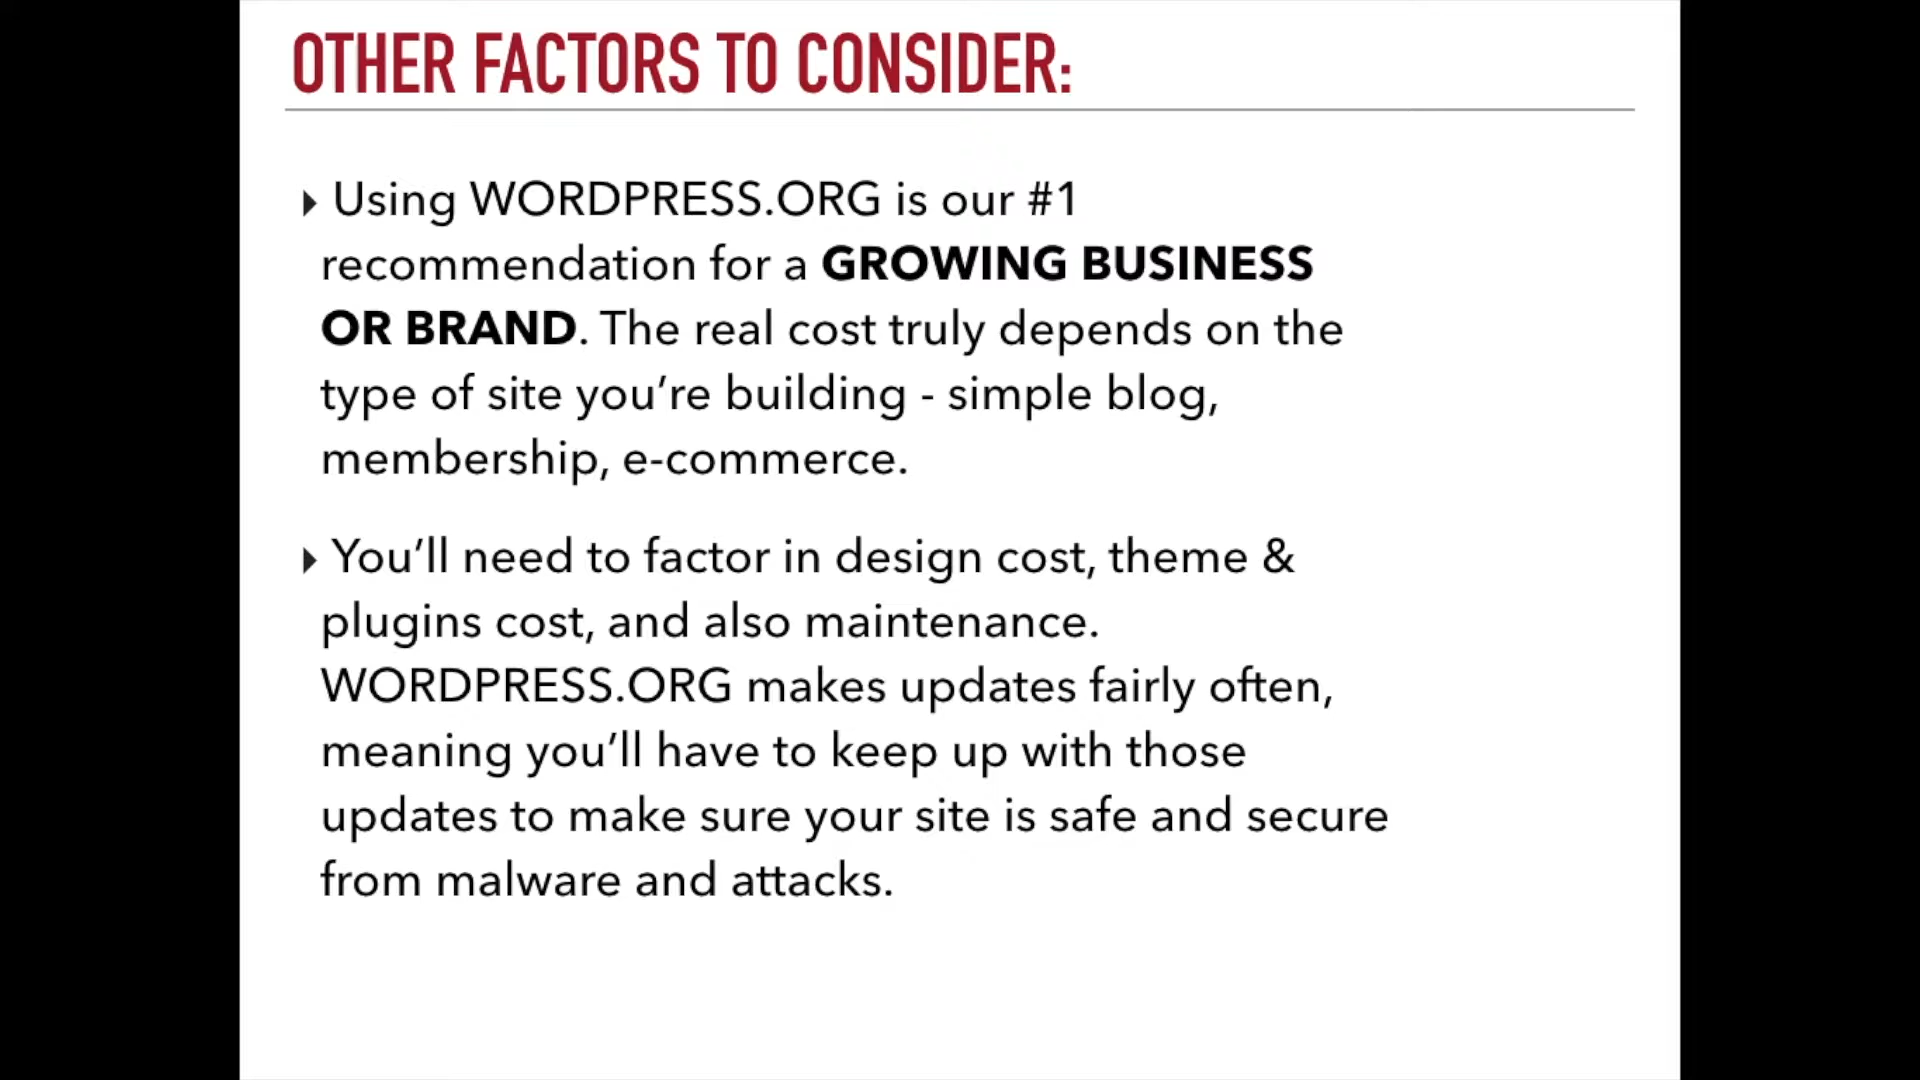 OTHER FACTORS TO CONSIDER:
▸ Using WORDPRESS.ORG is our #1
recommendation for a GROWING BUSINESS
OR BRAND. The real cost truly depends on the
type of site you’re building - simple blog,
membership, e-commerce.
▸ You’ll need to factor in design cost, theme &
plugins cost, and also maintenance.
WORDPRESS.ORG makes updates fairly often,
meaning you’ll have to keep up with those
updates to make sure your site is safe and secure
from malware and attacks.